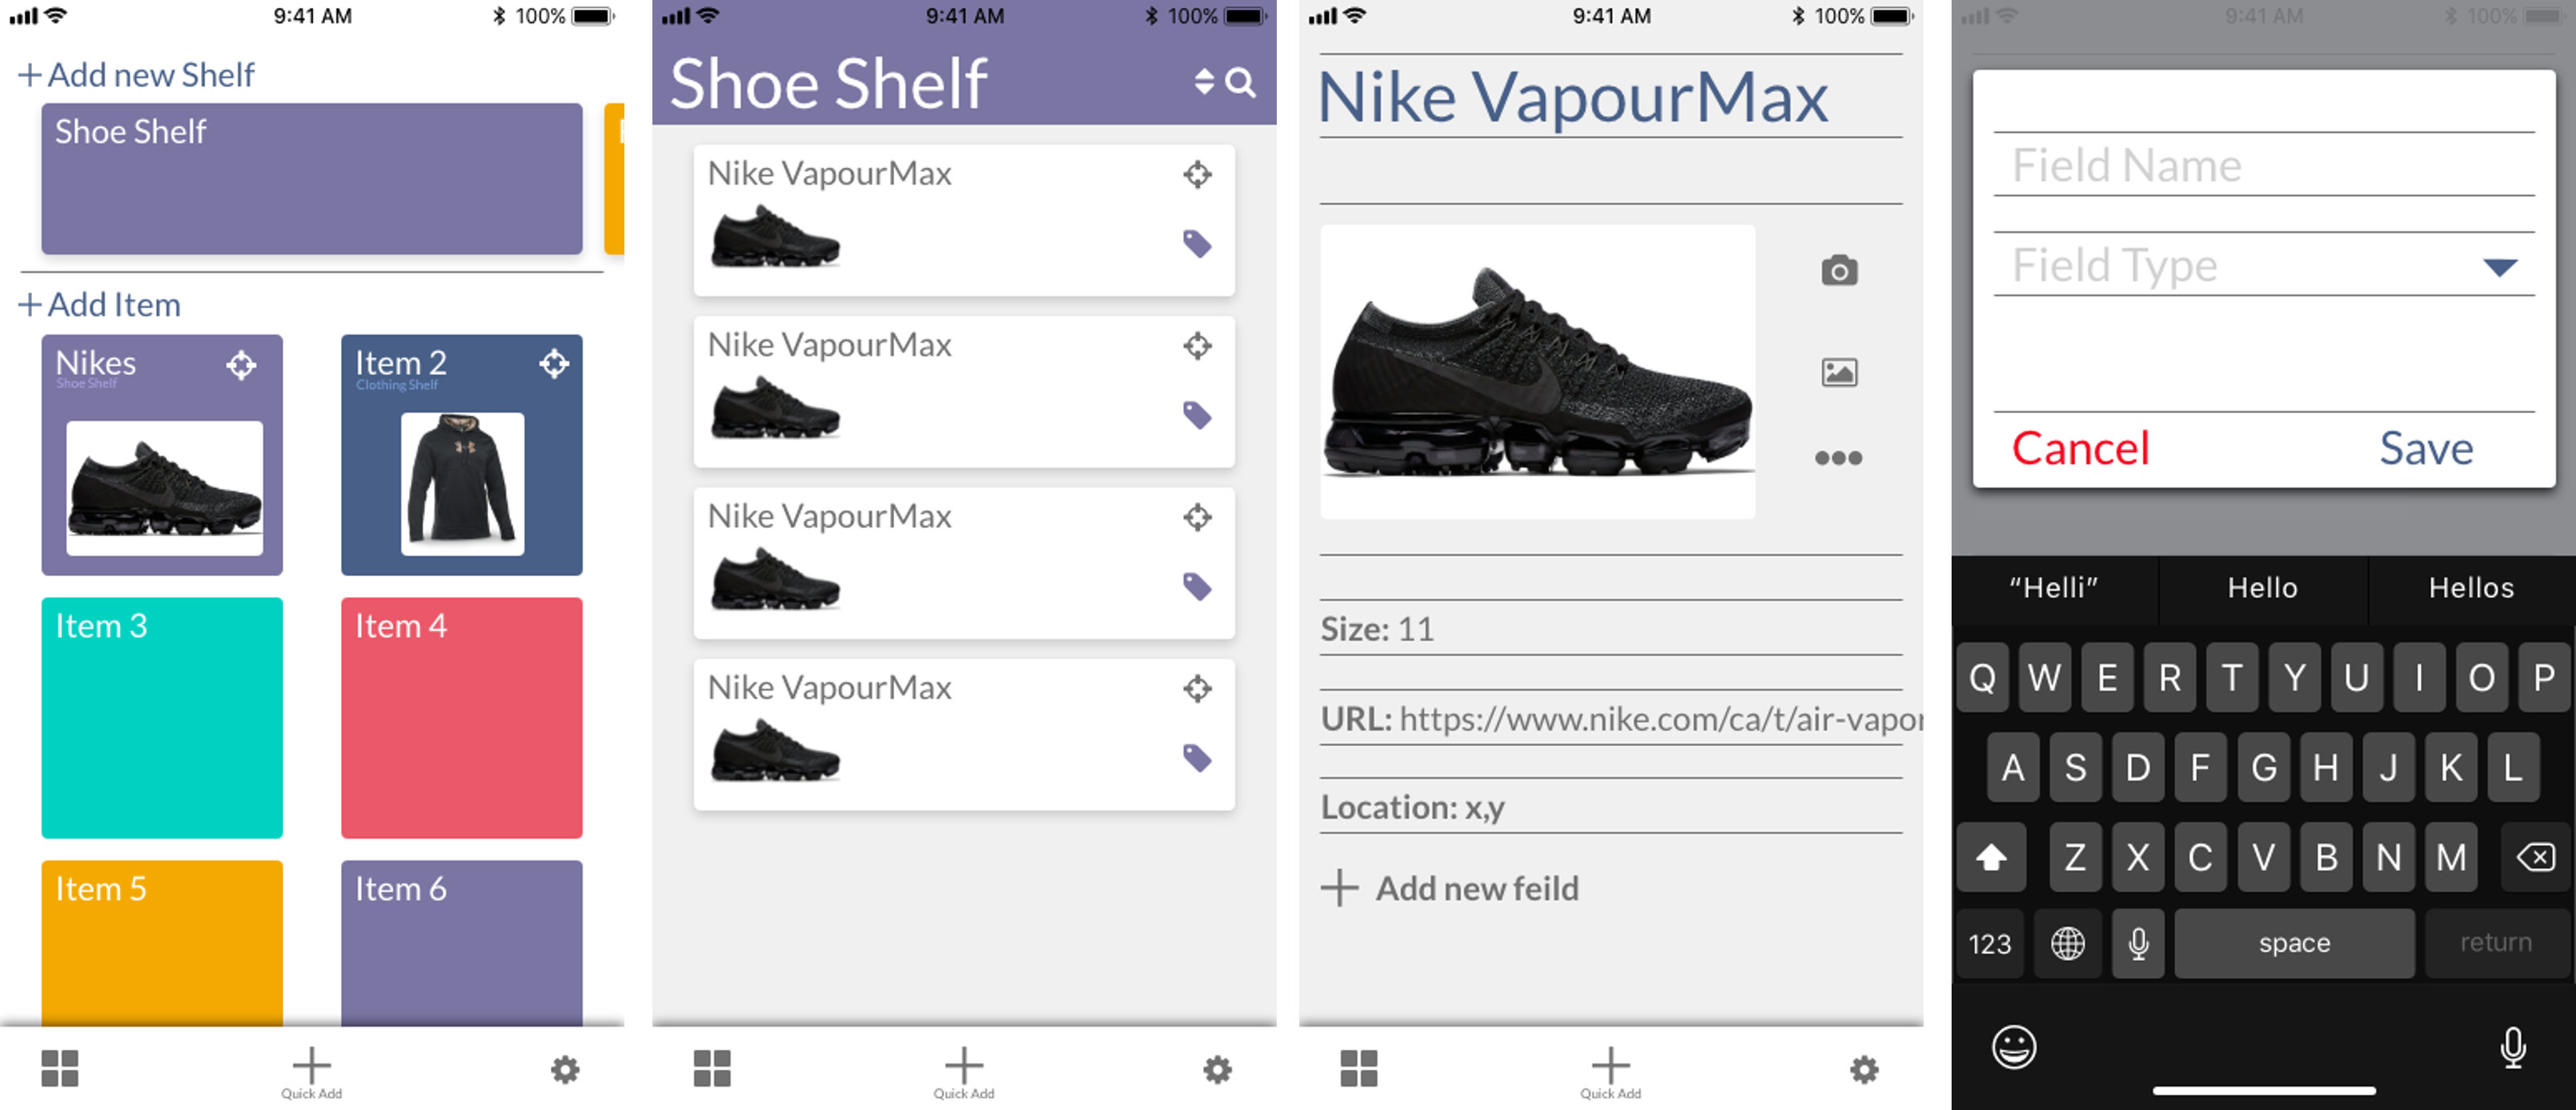 9:41 AM
100%
+ Add new Shelf
Shoe Shelf
+ Add Item
Nikes
Shoe Shelf
Item 2
Clothing Shelf
Item 3
Item 4
Item 5
Item 6
Quick Add
9:41 AM
100%
Shoe Shelf
Nike VapourMax
Nike VapourMax
Nike VapourMax
Nike VapourMax
Quick Add
9:41 AM
100%
Nike VapourMax
Size: 11
URL: https://www.nike.com/ca/t/air-vapor
Location: x,y
+ Add new feild
Quick Add
9:41 AM
100%
Field Name
Field Type
Cancel Save
“Helli” Hello Hellos
Q W E R T Y U I O P
A S D F G H J K L
Z X C V B N M
123 space return